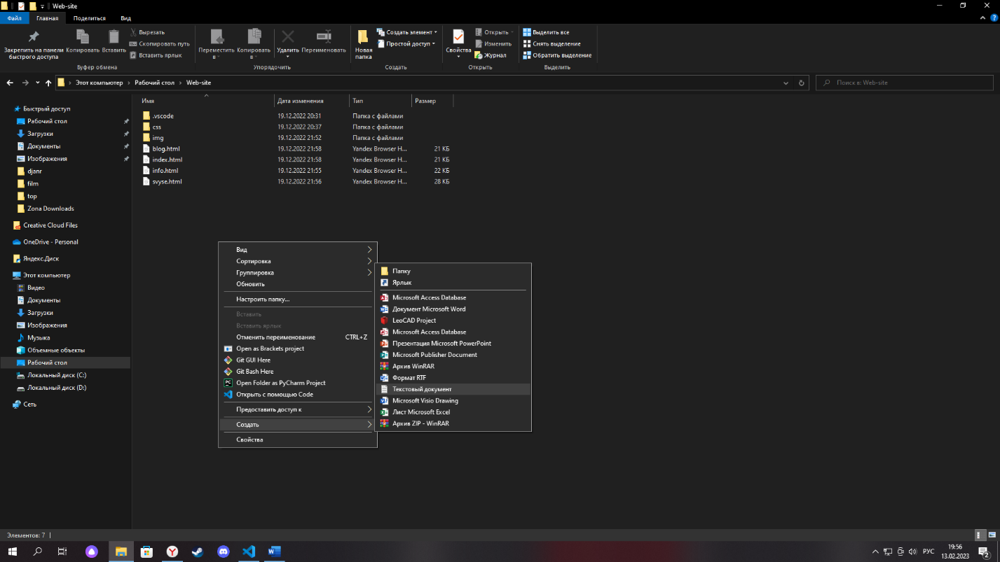 Web-site
Файл
Главная
Поделиться
Вид
Закрепить на панели
быстрого доступа
Копировать
Вставить
Вырезать
Скопировать путь
Вставить ярлык
Буфер обмена
Переместить
в
Копировать
в
Удалить
Переименовать
Упорядочить
Новая
папка
Создать элемент
Простой доступ
Создать
Свойства
Открыть
Изменить
Журнал
Открыть
Выделить все
Снять выделение
Обратить выделение
Выделить
Этот компьютер
Рабочий стол
Web-site
Поиск в: Web-site
Быстрый доступ
Рабочий стол
Загрузки
Документы
Изображения
djanr
film
top
Zona Downloads
Creative Cloud Files
OneDrive - Personal
Яндекс.Диск
Этот компьютер
Видео
Документы
Загрузки
Изображения
Музыка
Объемные объекты
Рабочий стол
Локальный диск (C:)
Локальный диск (D:)
Сеть
Имя Дата изменения Тип Размер
.vscode 19.12.2022 20:31 Папка с файлами
css 19.12.2022 20:37 Папка с файлами
img 19.12.2022 21:52 Папка с файлами
blog.html 19.12.2022 21:58 Yandex Browser H... 21 КБ
index.html 19.12.2022 21:58 Yandex Browser H... 21 КБ
info.html 19.12.2022 21:55 Yandex Browser H... 22 КБ
svyse.html 19.12.2022 21:56 Yandex Browser H... 28 КБ
Вид
Сортировка
Группировка
Обновить
Настроить папку...
Вставить
Вставить ярлык
Отменить переименование CTRL+Z
Open as Brackets project
Git GUI Here
Git Bash Here
Open Folder as PyCharm Project
Открыть с помощью Code
Предоставить доступ к
Создать
Свойства
Папку
Ярлык
Microsoft Access Database
Документ Microsoft Word
LeoCAD Project
Microsoft Access Database
Презентация Microsoft PowerPoint
Microsoft Publisher Document
Архив WinRAR
Формат RTF
Текстовый документ
Microsoft Visio Drawing
Лист Microsoft Excel
Архив ZIP - WinRAR
Элементов: 7
РУС
19:56
13.02.2023
2